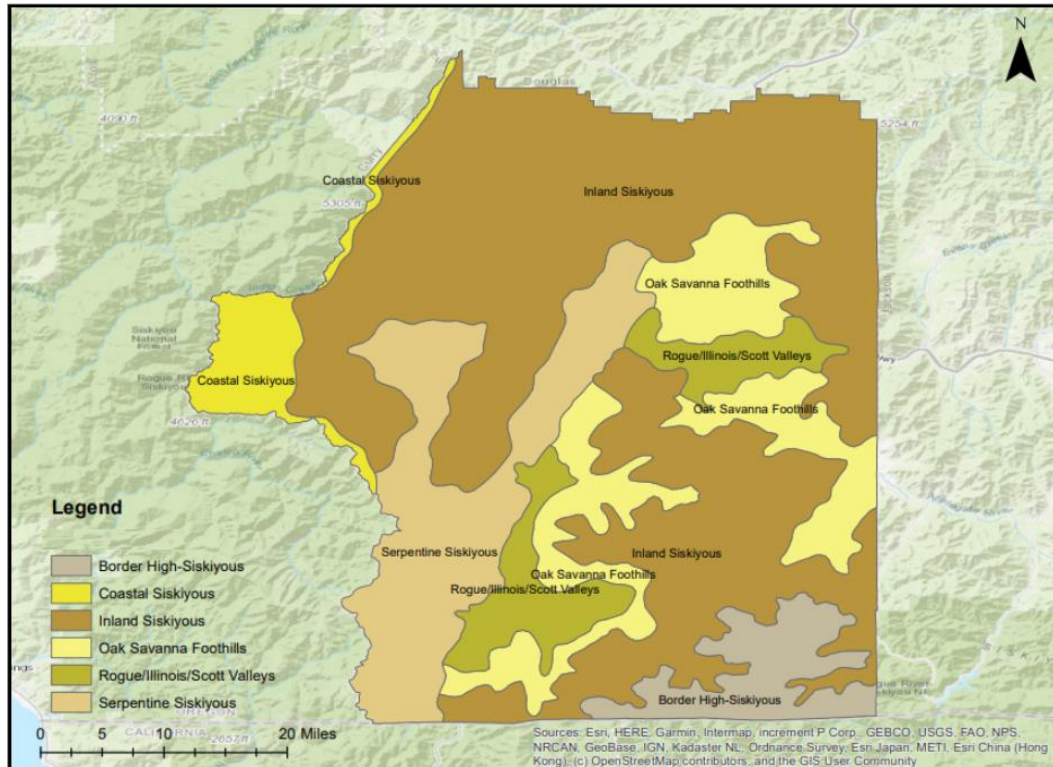 N
Douglas
4090 ft
5254 ft
Curry
Coastal Siskiyous
Inland Siskiyous
5305 ft
Oak Savanna Foothills
Jackson
Siskiyou
National
Forest
Rogue/Illinois/Scott Valleys
Hwy
Coastal Siskiyous
Oak Savanna Foothills
4626 ft
Legend
Serpentine Siskiyous
Inland Siskiyous
Border High-Siskiyous
Oak Savanna Foothills
Coastal Siskiyous
Rogue/Illinois/Scott Valleys
Inland Siskiyous
Oak Savanna Foothills
Rogue/Illinois/Scott Valleys
Serpentine Siskiyous
Border High-Siskiyous
OREGON
CALIFORNIA
2657 ft
0 5 10 20 Miles
Sources: Esri, HERE, Garmin, Intermap, increment P Corp., GEBCO, USGS, FAO, NPS,
NRCAN, GeoBase, IGN, Kadaster NL, Ordnance Survey, Esri Japan, METI, Esri China (Hong
Kong), (c) OpenStreetMap contributors, and the GIS User Community